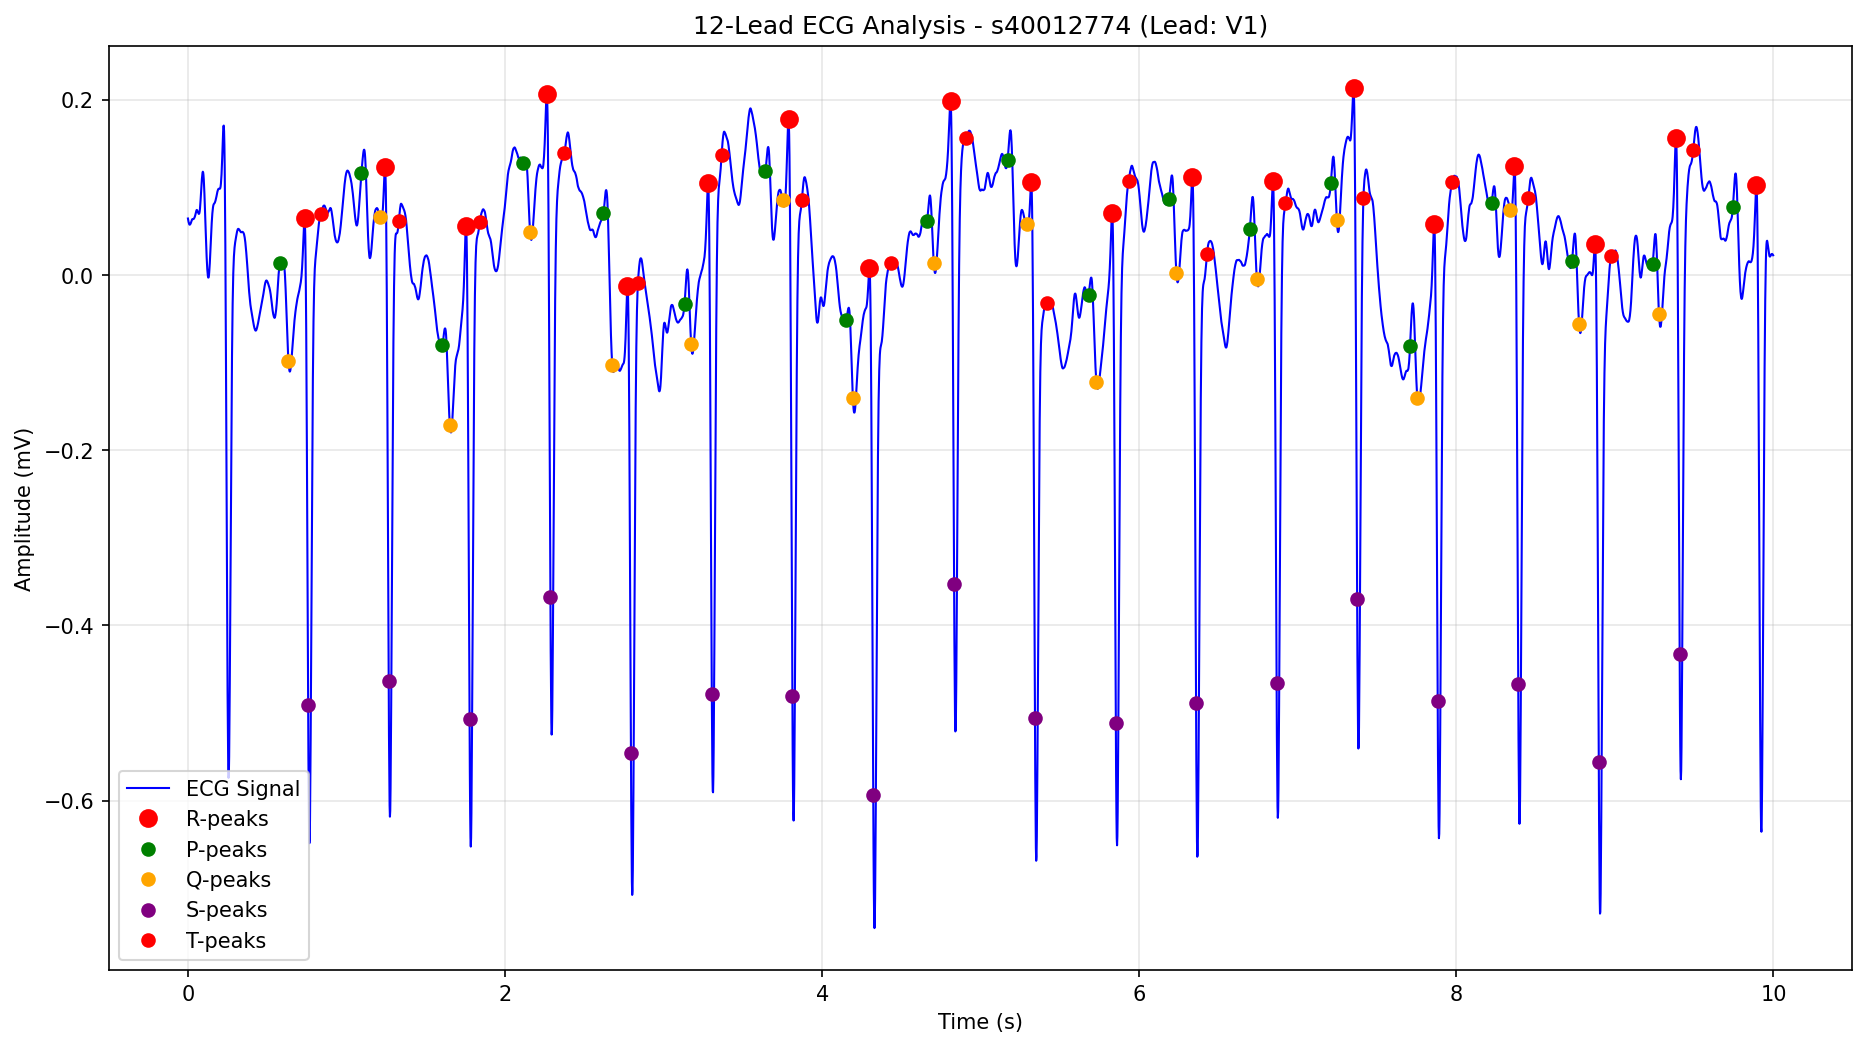 12-Lead ECG Analysis - s40012774 (Lead: V1)
Amplitude (mV)
0.2
0.0
−0.2
−0.4
−0.6
ECG Signal
R-peaks
P-peaks
Q-peaks
S-peaks
T-peaks
0 2 4 6 8 10
Time (s)